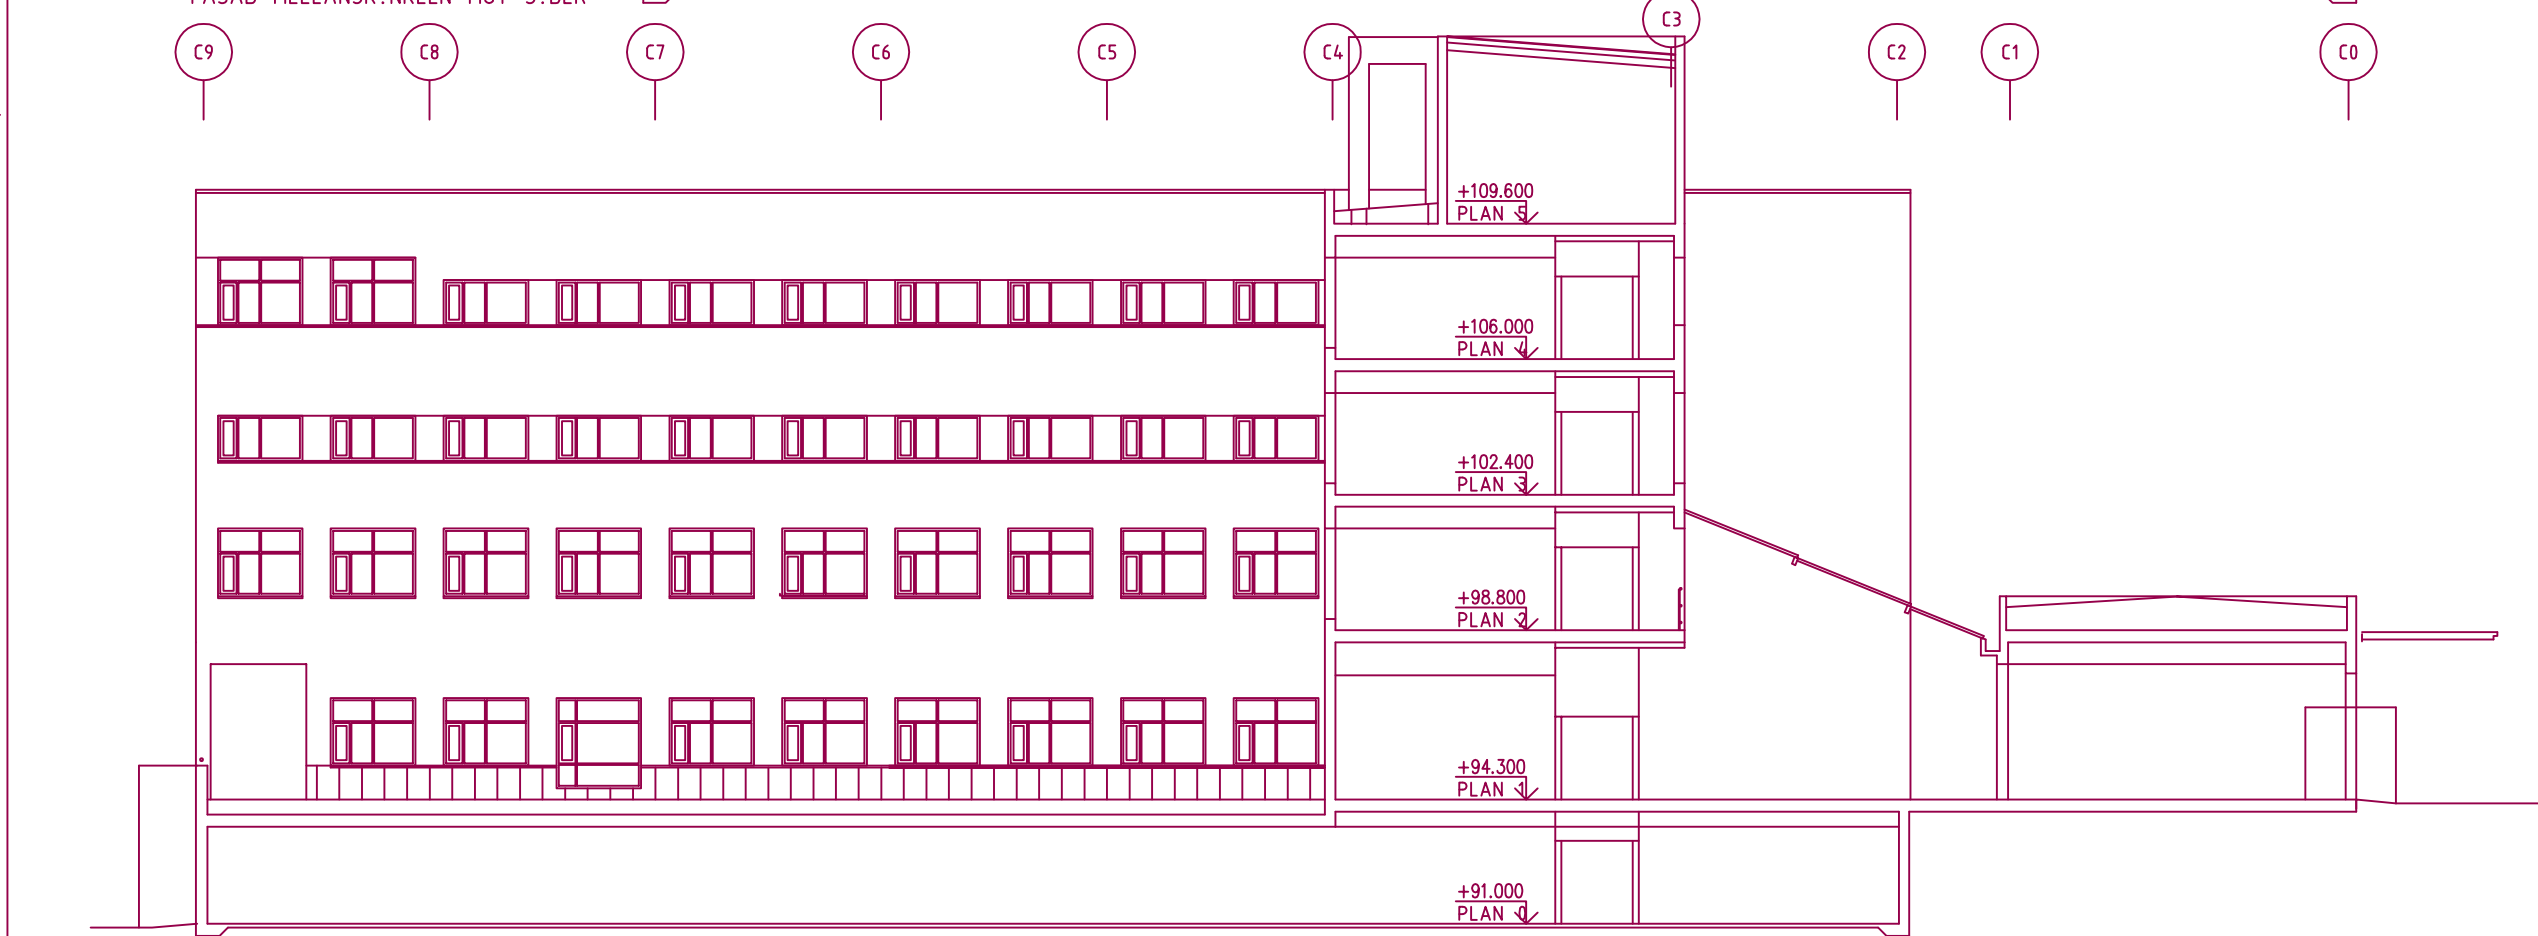 C9 C8 C7 C6 C5 C4 C3 C2 C1 C0
+109.600
PLAN 5
+106.000
PLAN 4
+102.400
PLAN 3
+98.800
PLAN 2
+94.300
PLAN 1
+91.000
PLAN 0